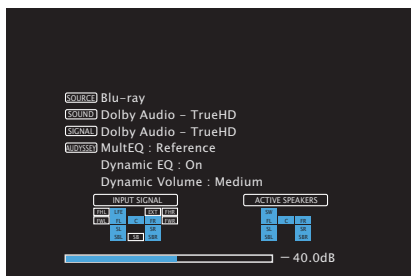 SOURCE Blu-ray
SOUND Dolby Audio - TrueHD
SIGNAL Dolby Audio - TrueHD
AUDYSSEY MultEQ : Reference
Dynamic EQ : On
Dynamic Volume : Medium
INPUT SIGNAL ACTIVE SPEAKERS
FHL LFE EXT FHR SW
FWL FL C FR FWR FL C FR
SL SR SL SR
SBL SB SBR SBL SBR
-40.0dB